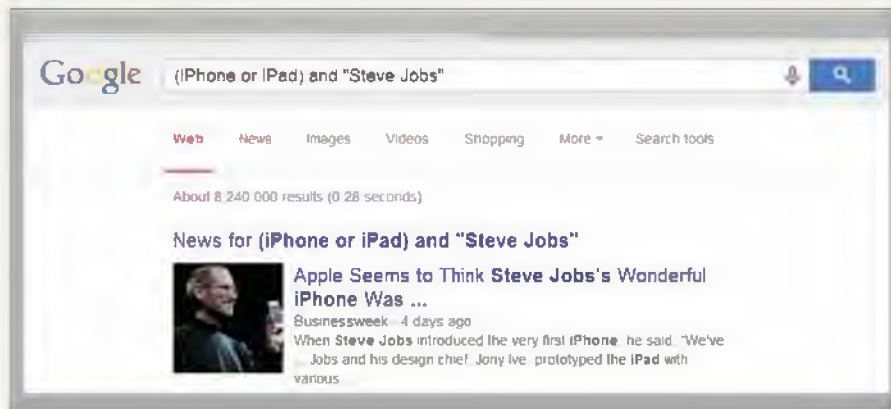 Google
(iPhone or iPad) and "Steve Jobs"
Web News Images Videos Shopping More Search tools
About 8 240 000 results (0 28 seconds)
News for (iPhone or iPad) and "Steve Jobs"
Apple Seems to Think Steve Jobs's Wonderful
iPhone Was ...
Businessweek 4 days ago
When Steve Jobs introduced the very first iPhone he said "We've
... Jobs and his design chief Jony Ive prototyped the iPad with
various